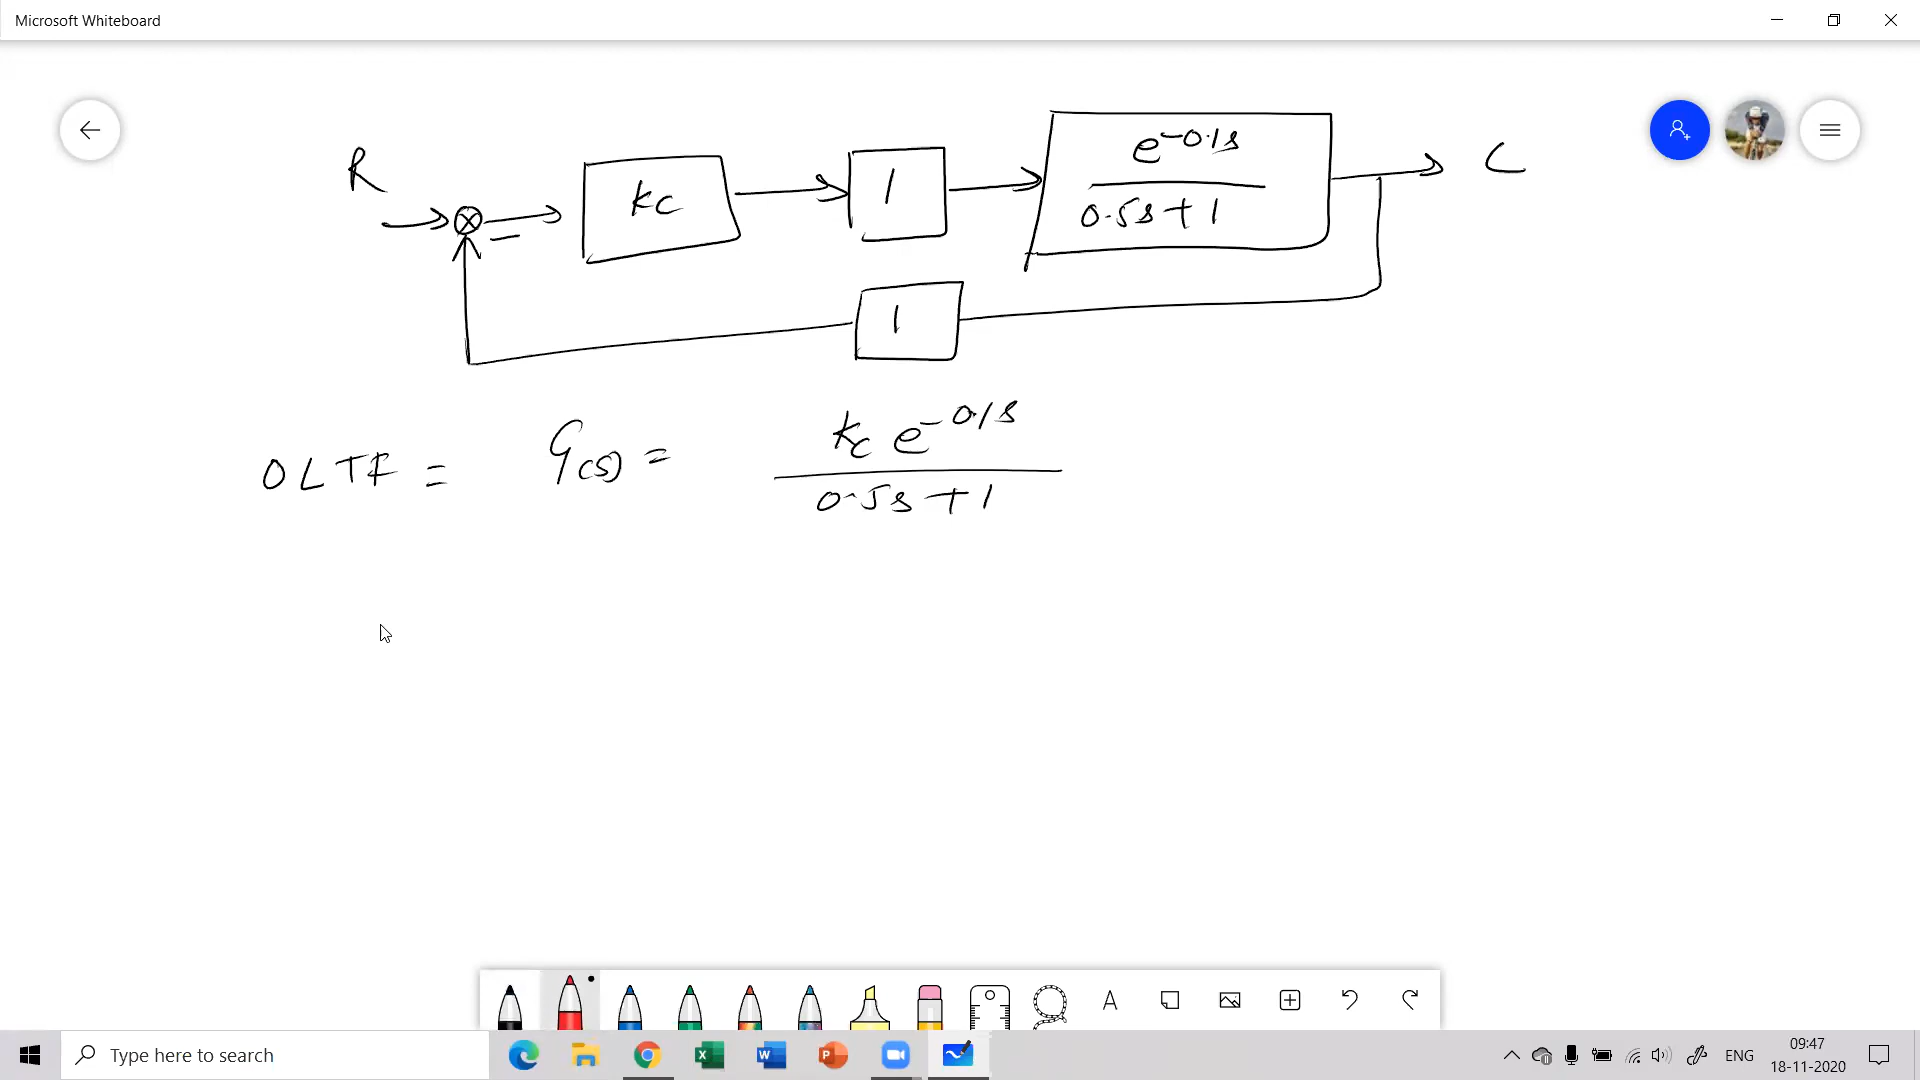 Microsoft Whiteboard
R
kc
1
e^-0.1s
0.5s + 1
C
1
OLTF = G(s) = kc e^-0.1s
0.5s + 1
A
Type here to search
ENG
09:47
18-11-2020